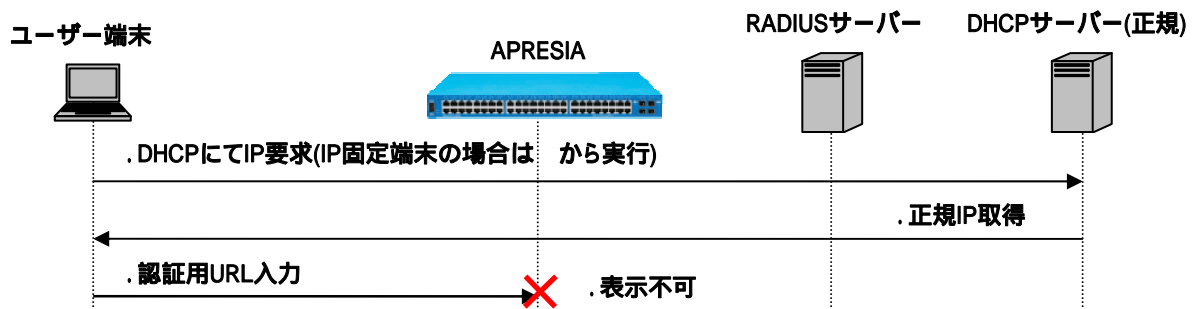 ユーザー端末
APRESIA
RADIUSサーバー
DHCPサーバー(正規)
. DHCPにてIP要求(IP固定端末の場合は　から実行)
. 正規IP取得
. 認証用URL入力
. 表示不可